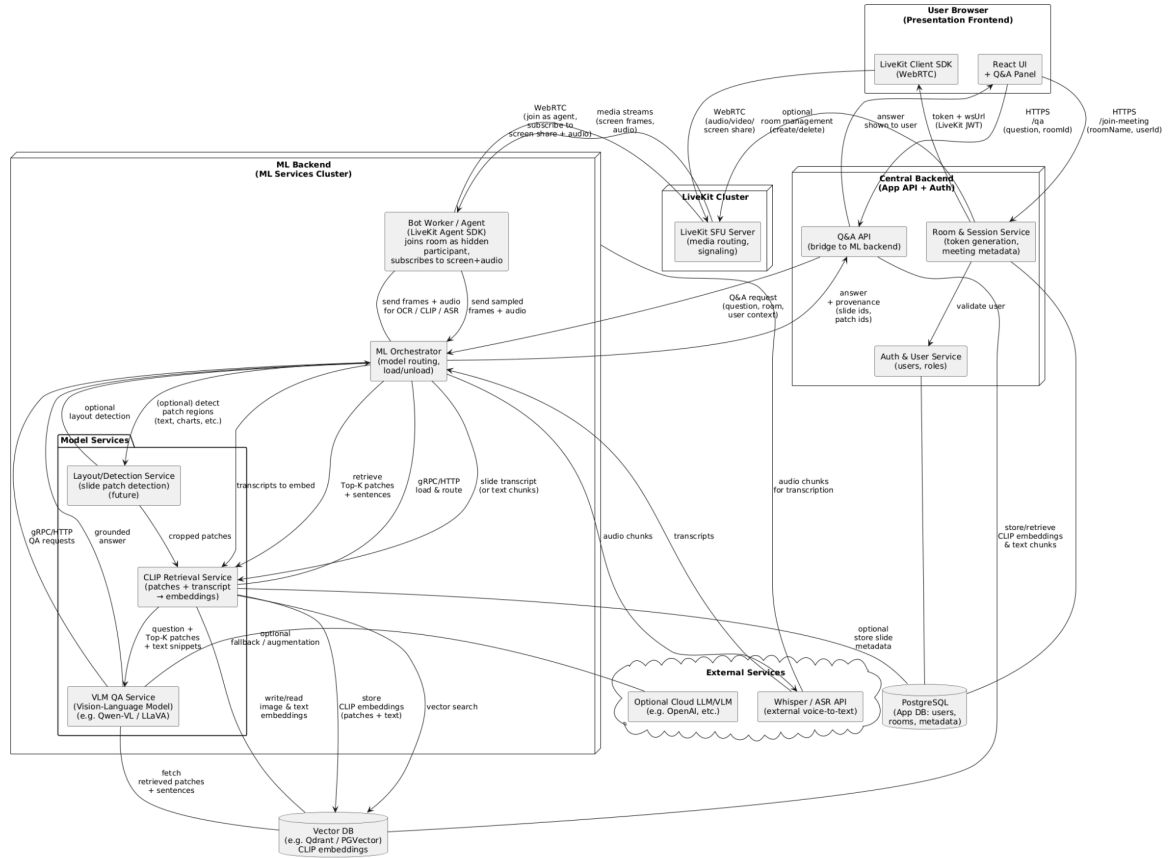 User Browser
(Presentation Frontend)
LiveKit Client SDK
(WebRTC)
React UI
+ Q&A Panel
WebRTC
(join as agent,
subscribe to
screen share + audio)
media streams
(screen frames,
audio)
WebRTC
(audio/video/
screen share)
optional
room management
(create/delete)
answer
shown to user
token + wsUrl
(LiveKit JWT)
HTTPS
/qa
(question, roomId)
HTTPS
/join-meeting
(roomName, userId)
ML Backend
(ML Services Cluster)
Central Backend
(App API + Auth)
LiveKit Cluster
Bot Worker / Agent
(LiveKit Agent SDK)
joins room as hidden
participant,
subscribes to screen+audio
LiveKit SFU Server
(media routing,
signaling)
Q&A API
(bridge to ML backend)
Room & Session Service
(token generation,
meeting metadata)
send frames + audio
for OCR / CLIP / ASR
send sampled
frames + audio
Q&A request
(question, room,
user context)
answer
+ provenance
(slide ids,
patch ids)
validate user
ML Orchestrator
(model routing,
load/unload)
Auth & User Service
(users, roles)
optional
layout detection
(optional) detect
patch regions
(text, charts, etc.)
Model Services
Layout/Detection Service
(slide patch detection)
(future)
transcripts to embed
retrieve
Top-K patches
+ sentences
gRPC/HTTP
load & route
slide transcript
(or text chunks)
audio chunks
for transcription
gRPC/HTTP
QA requests
grounded
answer
cropped patches
audio chunks
transcripts
store/retrieve
CLIP embeddings
& text chunks
CLIP Retrieval Service
(patches + transcript
→ embeddings)
question +
Top-K patches
+ text snippets
optional
fallback / augmentation
optional
store slide
metadata
External Services
VLM QA Service
(Vision-Language Model)
(e.g. Qwen-VL / LLaVA)
write/read
image & text
embeddings
store
CLIP embeddings
(patches + text)
vector search
Optional Cloud LLM/VLM
(e.g. OpenAI, etc.)
Whisper / ASR API
(external voice-to-text)
PostgreSQL
(App DB: users,
rooms, metadata)
fetch
retrieved patches
+ sentences
Vector DB
(e.g. Qdrant / PGVector)
CLIP embeddings